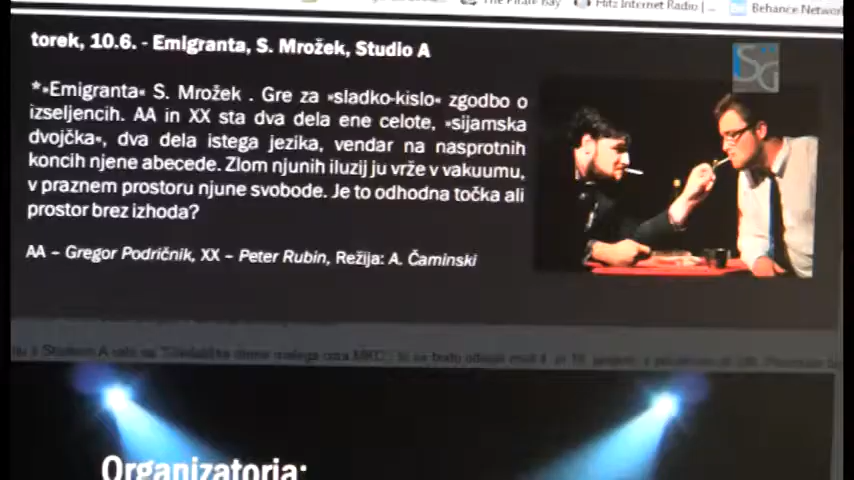 The Pirate Bay
Hitz Internet Radio | ...
Be Behance Network
torek, 10.6. - Emigranta, S. Mrožek, Studio A
SG
*»Emigranta« S. Mrožek . Gre za »sladko-kislo« zgodbo o
izseljencih. AA in XX sta dva dela ene celote, »sijamska
dvojčka«, dva dela istega jezika, vendar na nasprotnih
koncih njene abecede. Zlom njunih iluzij ju vrže v vakuumu,
v praznem prostoru njune svobode. Je to odhodna točka ali
prostor brez izhoda?
AA – Gregor Podričnik, XX – Peter Rubin, Režija: A. Čaminski
Organizatorja: